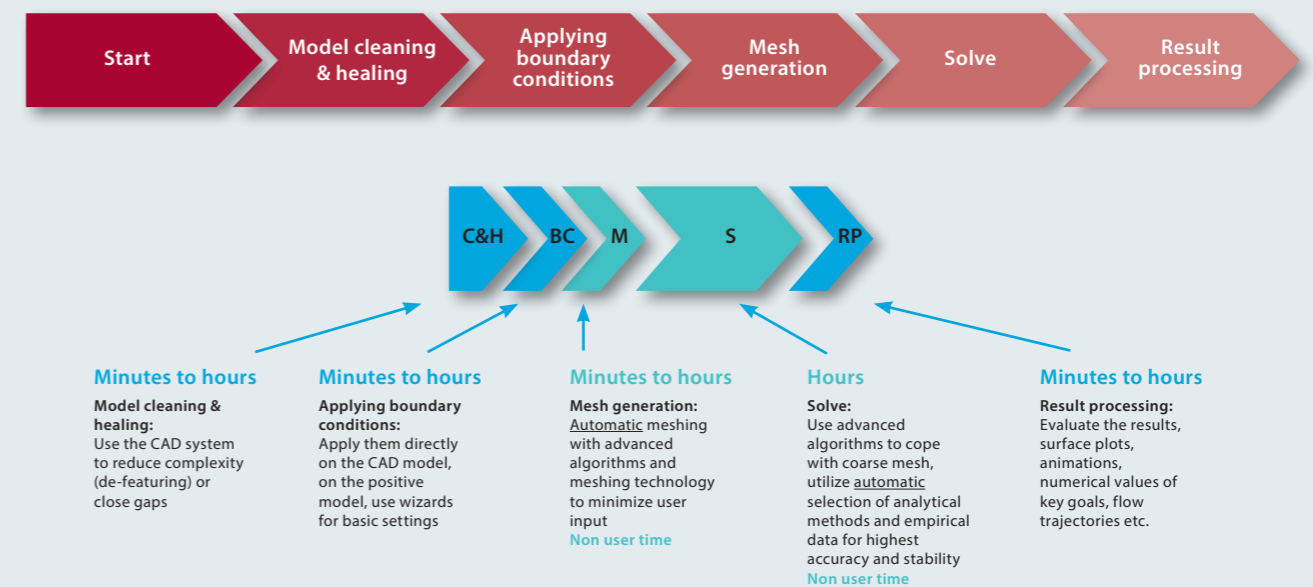 Start
Model cleaning
& healing
Applying
boundary
conditions
Mesh
generation
Solve
Result
processing
C&H
BC
M
S
RP
Minutes to hours
Model cleaning &
healing:
Use the CAD system
to reduce complexity
(de-featuring) or
close gaps
Minutes to hours
Applying boundary
conditions:
Apply them directly
on the CAD model,
on the positive
model, use wizards
for basic settings
Minutes to hours
Mesh generation:
Automatic meshing
with advanced
algorithms and
meshing technology
to minimize user
input
Non user time
Hours
Solve:
Use advanced
algorithms to cope
with coarse mesh,
utilize automatic
selection of analytical
methods and empirical
data for highest
accuracy and stability
Non user time
Minutes to hours
Result processing:
Evaluate the results,
surface plots,
animations,
numerical values of
key goals, flow
trajectories etc.